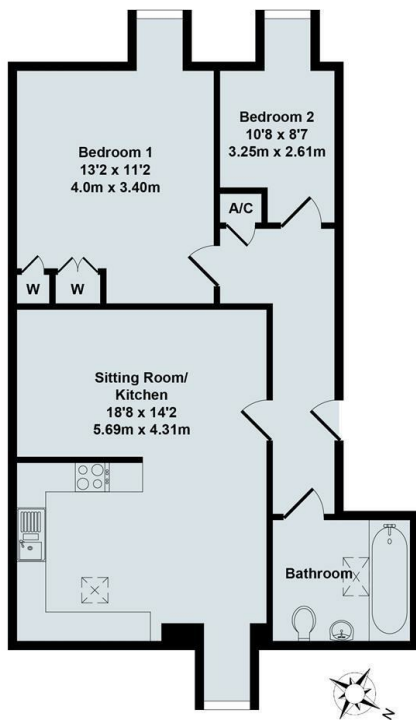 Bedroom 1
13'2 x 11'2
4.0m x 3.40m
Bedroom 2
10'8 x 8'7
3.25m x 2.61m
A/C
W
W
Sitting Room/
Kitchen
18'8 x 14'2
5.69m x 4.31m
Bathroom
N